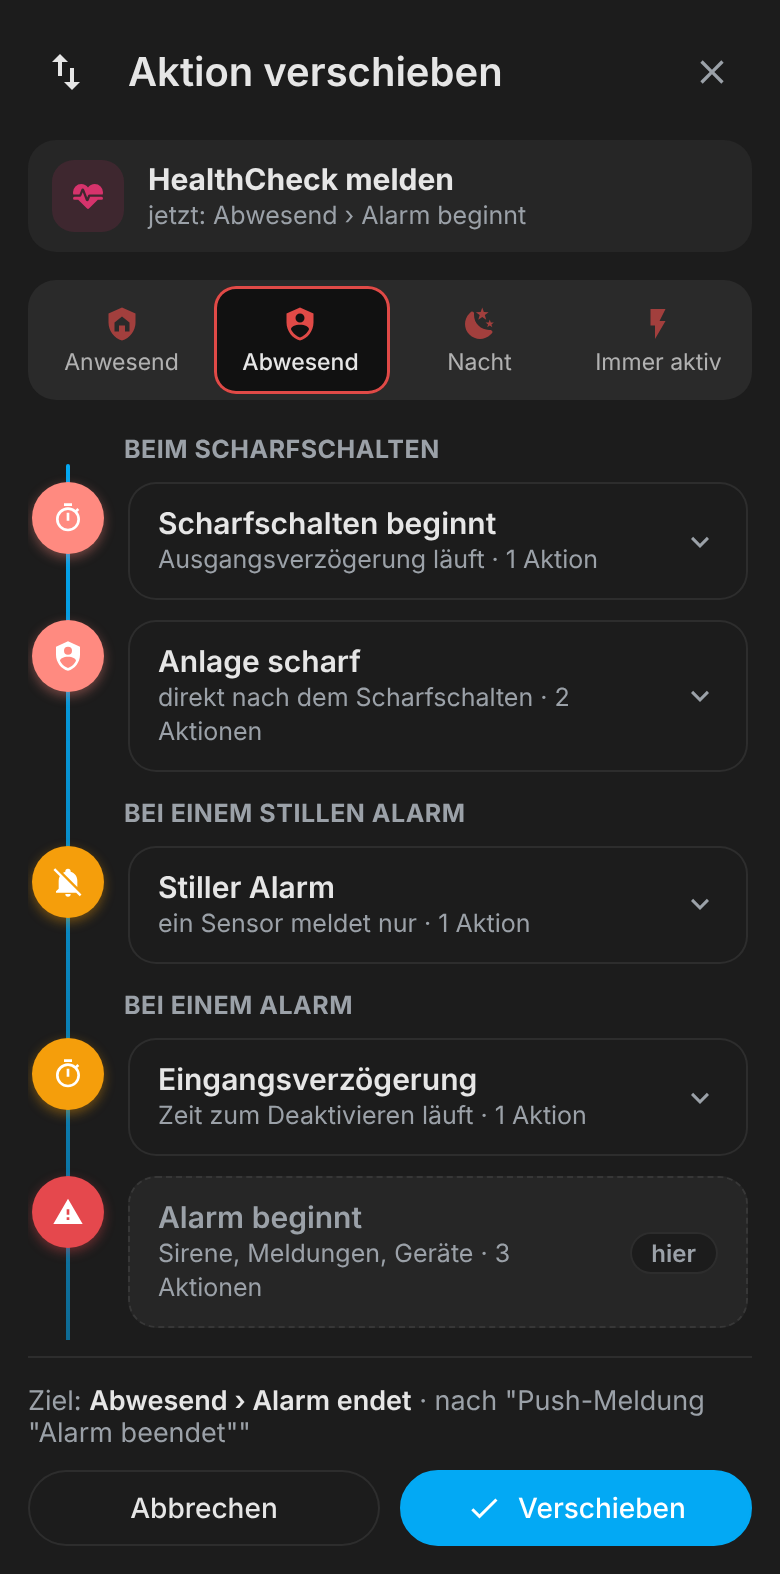 Aktion verschieben
HealthCheck melden
jetzt: Abwesend › Alarm beginnt
Anwesend
Abwesend
Nacht
Immer aktiv
BEIM SCHARFSCHALTEN
Scharfschalten beginnt
Ausgangsverzögerung läuft · 1 Aktion
Anlage scharf
direkt nach dem Scharfschalten · 2
Aktionen
BEI EINEM STILLEN ALARM
Stiller Alarm
ein Sensor meldet nur · 1 Aktion
BEI EINEM ALARM
Eingangsverzögerung
Zeit zum Deaktivieren läuft · 1 Aktion
Alarm beginnt
Sirene, Meldungen, Geräte · 3
Aktionen
hier
Ziel: Abwesend › Alarm endet · nach "Push-Meldung
"Alarm beendet""
Abbrechen
Verschieben